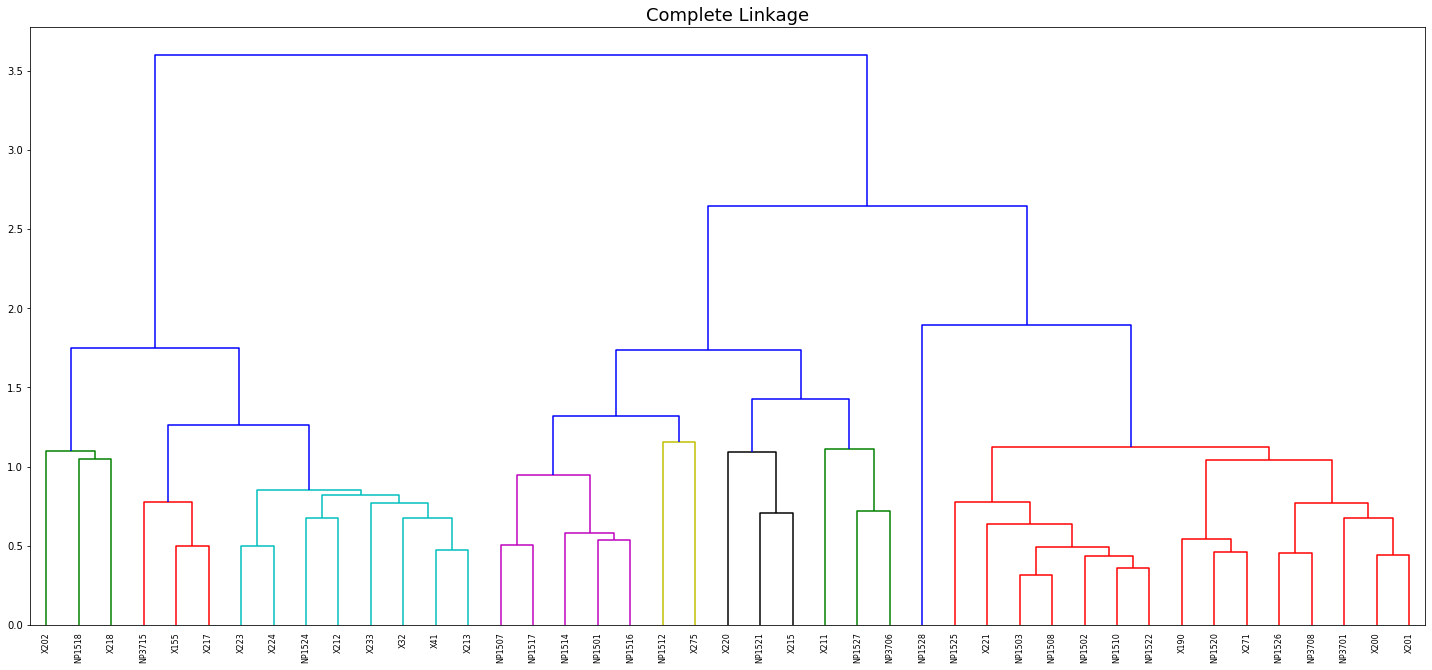 Complete Linkage
3.5
3.0
2.5
2.0
1.5
1.0
0.5
0.0
X202
NP1518
X218
NP3715
X155
X217
X223
X224
NP1524
X212
X233
X32
X41
X213
NP1507
NP1517
NP1514
NP1501
NP1516
NP1512
X275
X220
NP1521
X215
X211
NP1527
NP3706
NP1528
NP1525
X221
NP1503
NP1508
NP1502
NP1510
NP1522
X190
NP1520
X271
NP1526
NP3708
NP3701
X200
X201